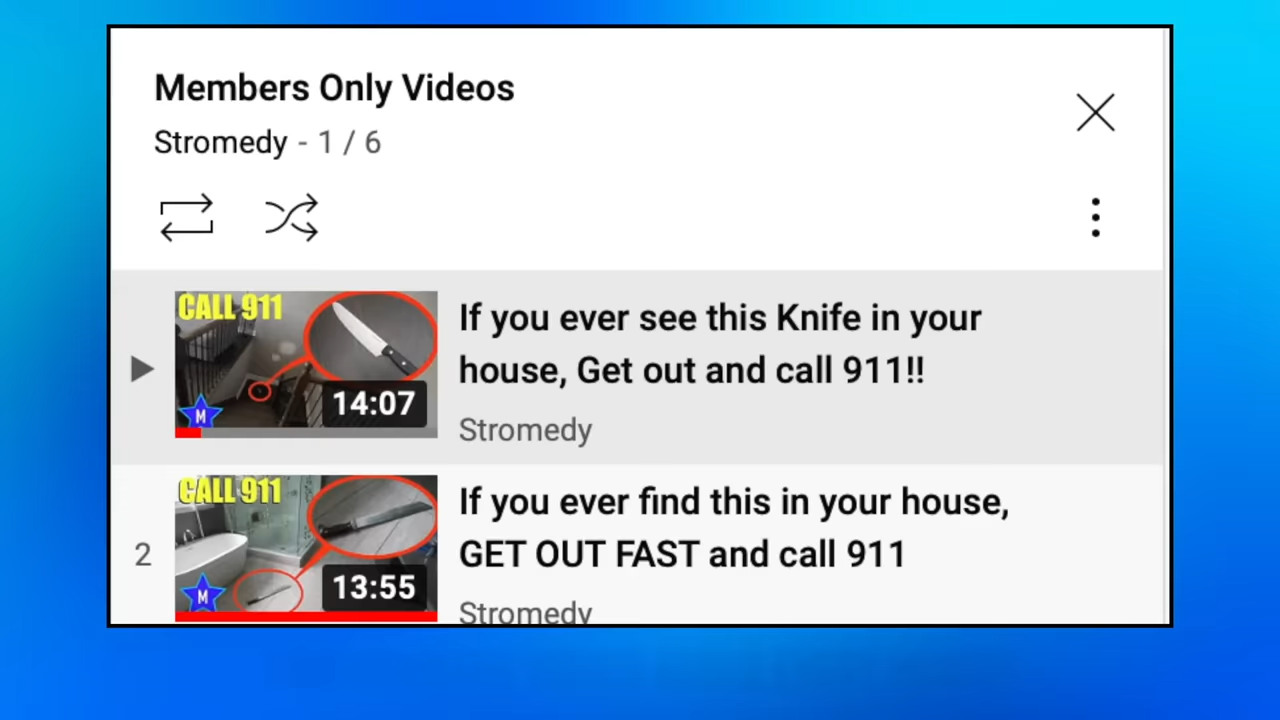 Members Only Videos
Stromedy - 1 / 6
CALL 911
M
14:07
If you ever see this Knife in your
house, Get out and call 911!!
Stromedy
2
CALL 911
M
13:55
If you ever find this in your house,
GET OUT FAST and call 911
Stromedy